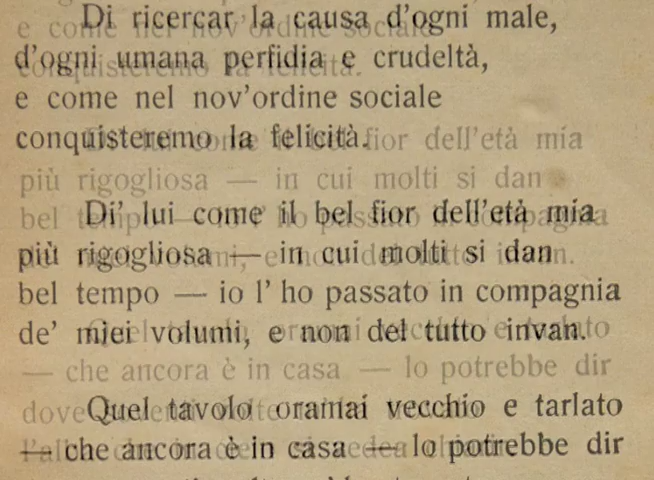 Di ricercar la causa d'ogni male,
d'ogni umana perfidia e crudeltà,
e come nel nov'ordine sociale
conquisteremo la felicità.
Di' lui come il bel fior dell'età mia
più rigogliosa — in cui molti si dan
bel tempo — io l' ho passato in compagnia
de' miei volumi, e non del tutto invan.
Quel tavolo oramai vecchio e tarlato
— che ancora è in casa — lo potrebbe dir